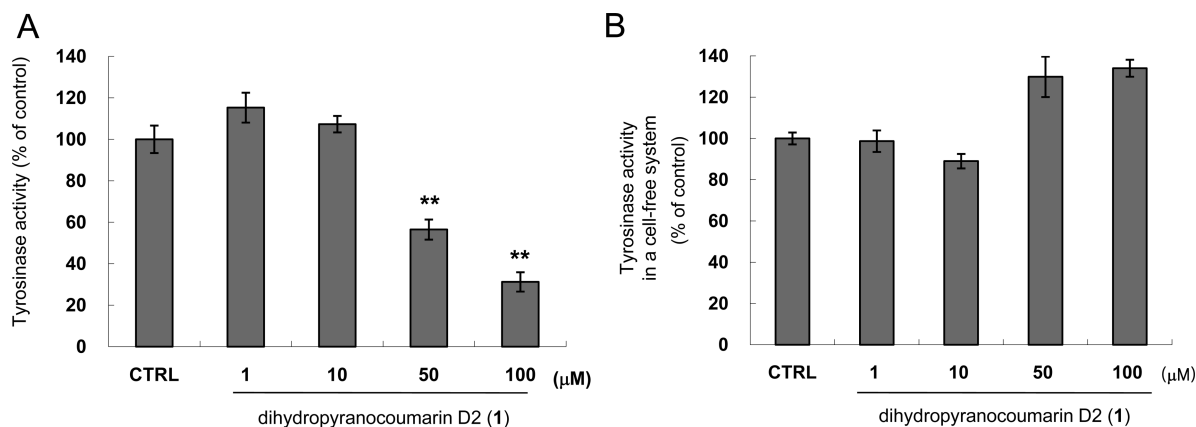 A
Tyrosinase activity (% of control)
140
120
100
80
60
40
20
0
**
**
CTRL 1 10 50 100 (μM)
dihydropyranocoumarin D2 (1)
B
Tyrosinase activity
in a cell-free system
(% of control)
140
120
100
80
60
40
20
0
CTRL 1 10 50 100 (μM)
dihydropyranocoumarin D2 (1)